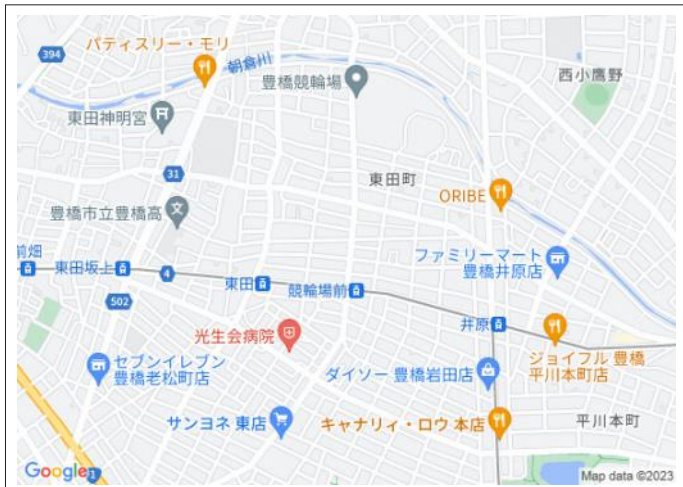 394
パティスリー・モリ
朝倉川
豊橋競輪場
西小鷹野
東田神明宮
31
東田町
ORIBE
豊橋市立豊橋高
ファミリーマート
豊橋井原店
前畑
東田坂上
4
東田
競輪場前
502
井原
光生会病院
セブンイレブン
豊橋老松町店
ジョイフル 豊橋
平川本町店
ダイソー 豊橋岩田店
サンヨネ 東店
キャナリィ・ロウ 本店
平川本町
Google
1
Map data ©2023